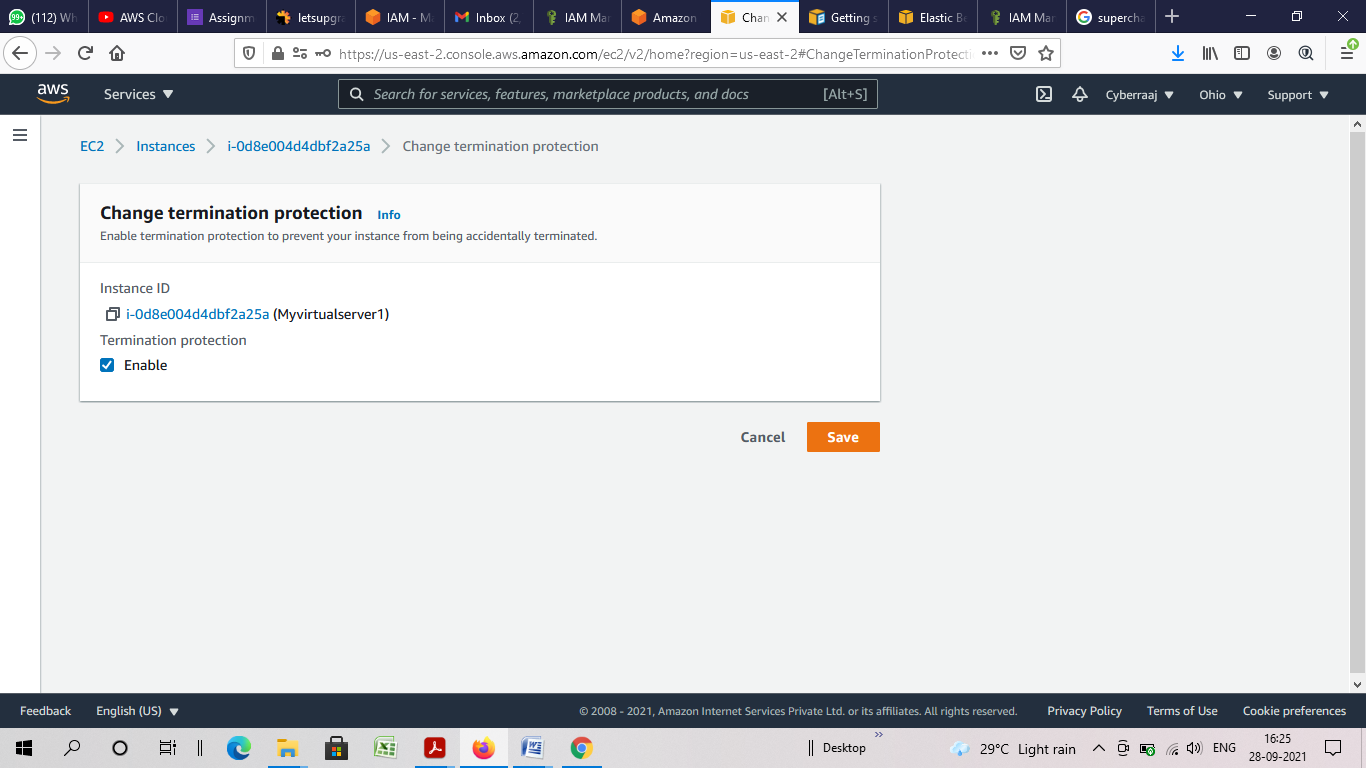 (112) Wh
AWS Clo
Assignm
letsupgra
IAM - Ma
Inbox (2,
IAM Man
Amazon
Chan
Getting s
Elastic Be
IAM Man
supercha
https://us-east-2.console.aws.amazon.com/ec2/v2/home?region=us-east-2#ChangeTerminationProtecti
aws
Services
Search for services, features, marketplace products, and docs
[Alt+S]
Cyberraaj
Ohio
Support
EC2
Instances
i-0d8e004d4dbf2a25a
Change termination protection
Change termination protection
Info
Enable termination protection to prevent your instance from being accidentally terminated.
Instance ID
i-0d8e004d4dbf2a25a (Myvirtualserver1)
Termination protection
Enable
Cancel
Save
Feedback
English (US)
© 2008 - 2021, Amazon Internet Services Private Ltd. or its affiliates. All rights reserved.
Privacy Policy
Terms of Use
Cookie preferences
Desktop
29°C Light rain
ENG
16:25
28-09-2021